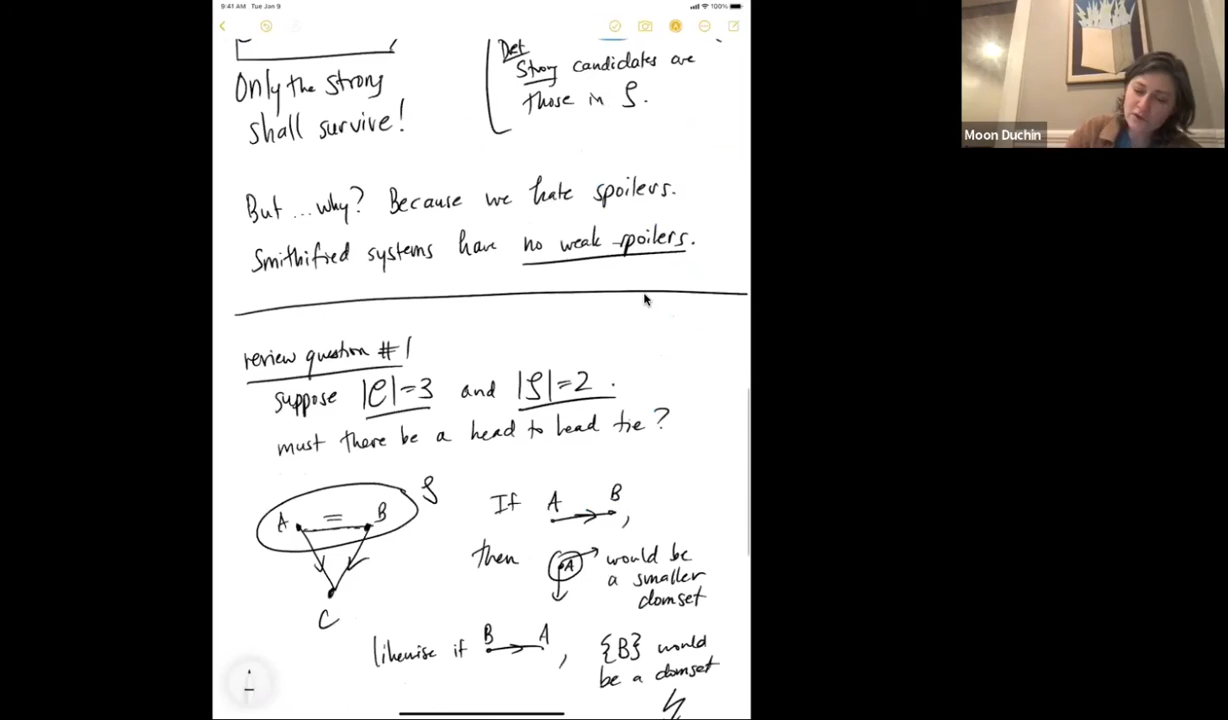 9:41 AM Tue Jan 9
100%
Only the strong
shall survive!
Def
Strong candidates are
those in S.
But ... why? Because we hate spoilers.
Smithified systems have no weak spoilers.
review question #1
suppose |C|=3 and |S|=2.
must there be a head to head tie?
A = B
S
C
If A B,
then A would be
a smaller
domset
likewise if B A, {B} would
be a domset
Moon Duchin